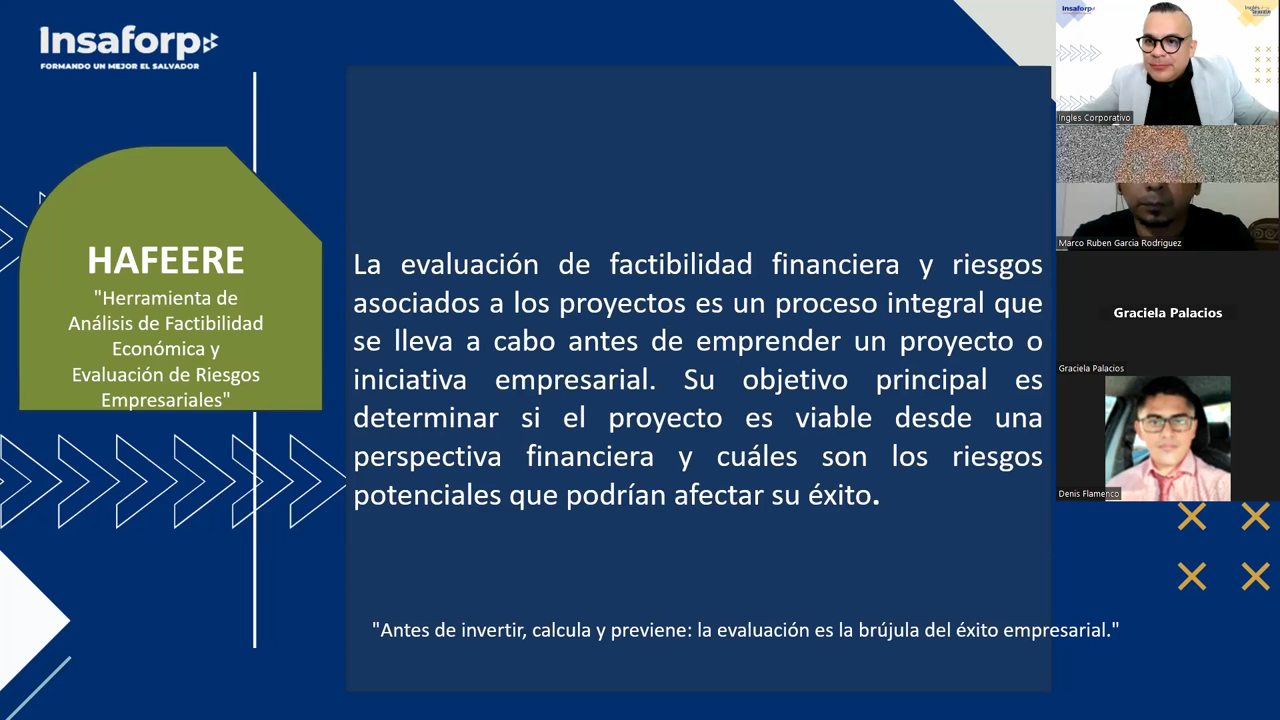 Insaforp
FORMANDO UN MEJOR EL SALVADOR
HAFEERE
"Herramienta de
Análisis de Factibilidad
Económica y
Evaluación de Riesgos
Empresariales"
La evaluación de factibilidad financiera y riesgos
asociados a los proyectos es un proceso integral que
se lleva a cabo antes de emprender un proyecto o
iniciativa empresarial. Su objetivo principal es
determinar si el proyecto es viable desde una
perspectiva financiera y cuáles son los riesgos
potenciales que podrían afectar su éxito.
"Antes de invertir, calcula y previene: la evaluación es la brújula del éxito empresarial."
Insaforp
Ingles Corporativo
Marco Ruben Garcia Rodriguez
Graciela Palacios
Graciela Palacios
Denis Flamenco